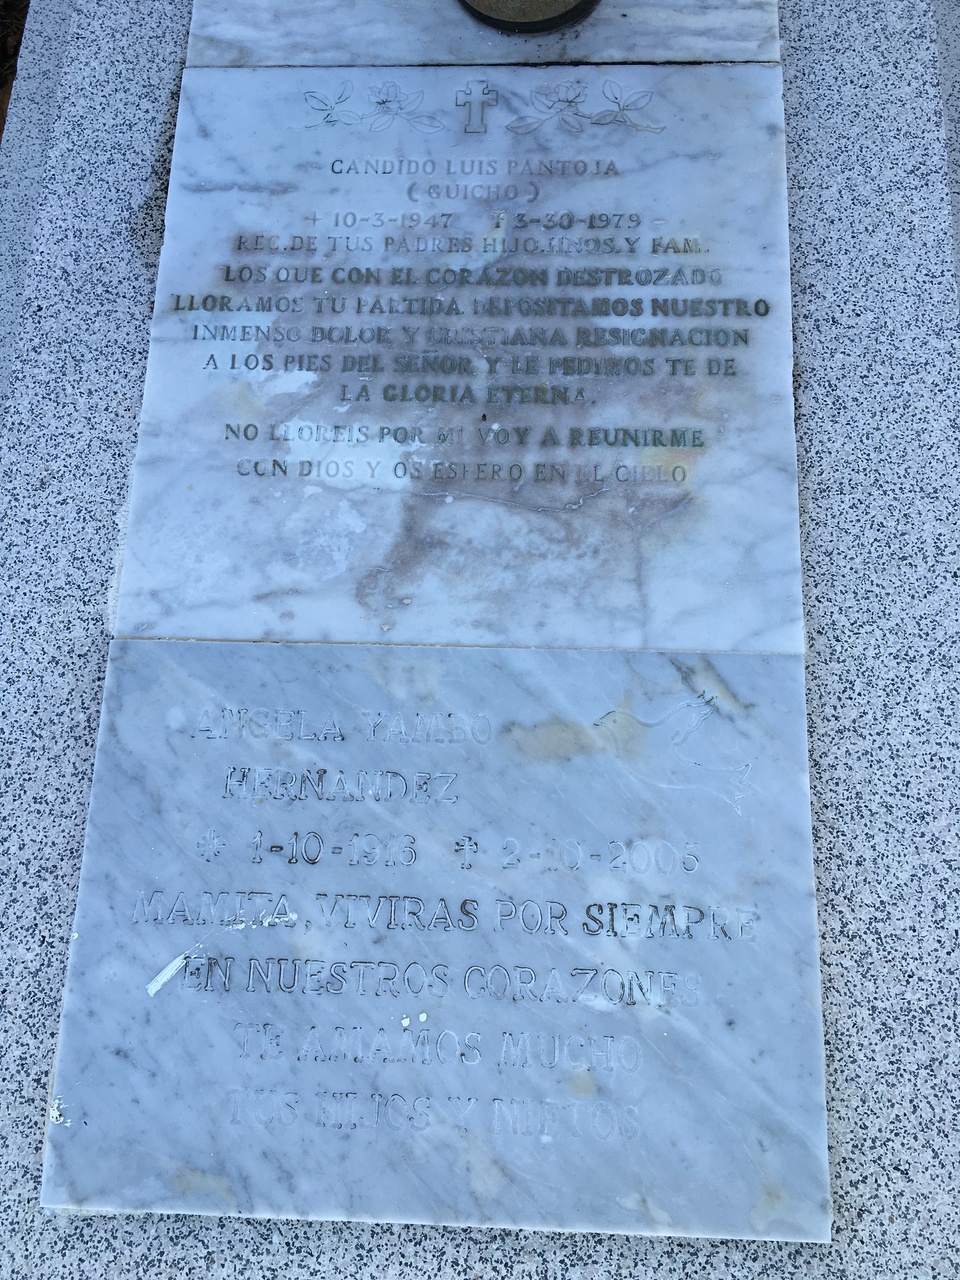 CANDIDO LUIS PANTOJA
( GUICHO )
+ 10-3-1947 † 3-30-1979
REC. DE TUS PADRES HIJO. HNOS. Y FAM.
LOS QUE CON EL CORAZON DESTROZADO
LLORAMOS TU PARTIDA DEPOSITAMOS NUESTRO
INMENSO DOLOR Y CRISTIANA RESIGNACION
A LOS PIES DEL SEÑOR Y LE PEDIMOS TE DE
LA GLORIA ETERNA.
NO LLOREIS POR MI VOY A REUNIRME
CON DIOS Y OS ESPERO EN EL CIELO
ANGELA YAMBO
HERNANDEZ
* 1-10-1916 † 2-10-2005
MAMITA, VIVIRAS POR SIEMPRE
EN NUESTROS CORAZONES
TE AMAMOS MUCHO
TUS HIJOS Y NIETOS